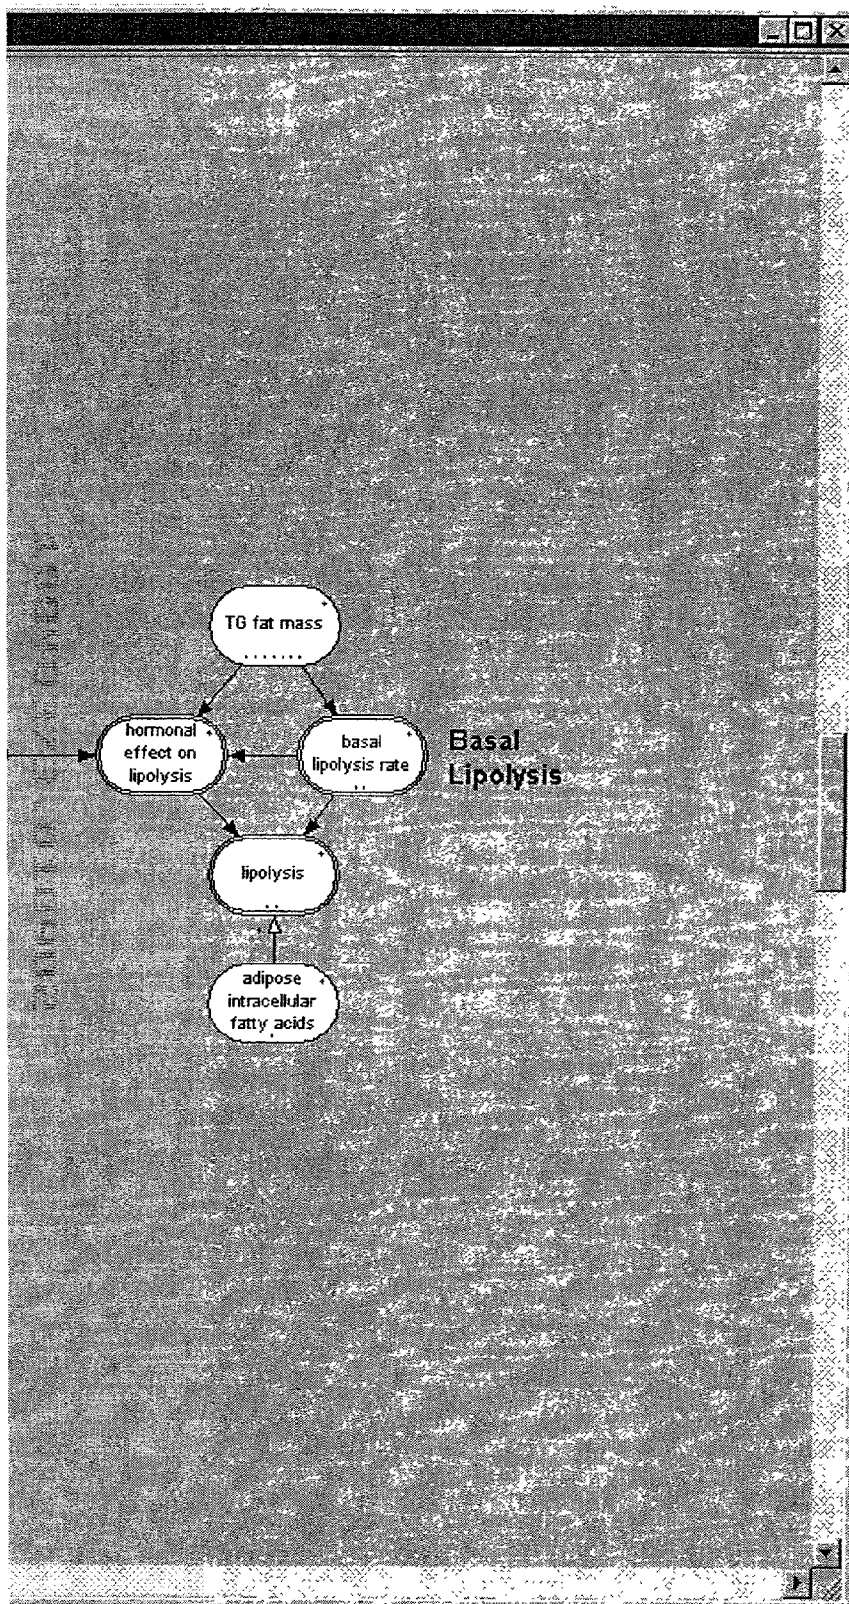 TG fat mass
hormonal
effect on
lipolysis
basal
lipolysis rate
Basal
Lipolysis
lipolysis
adipose
intracellular
fatty acids